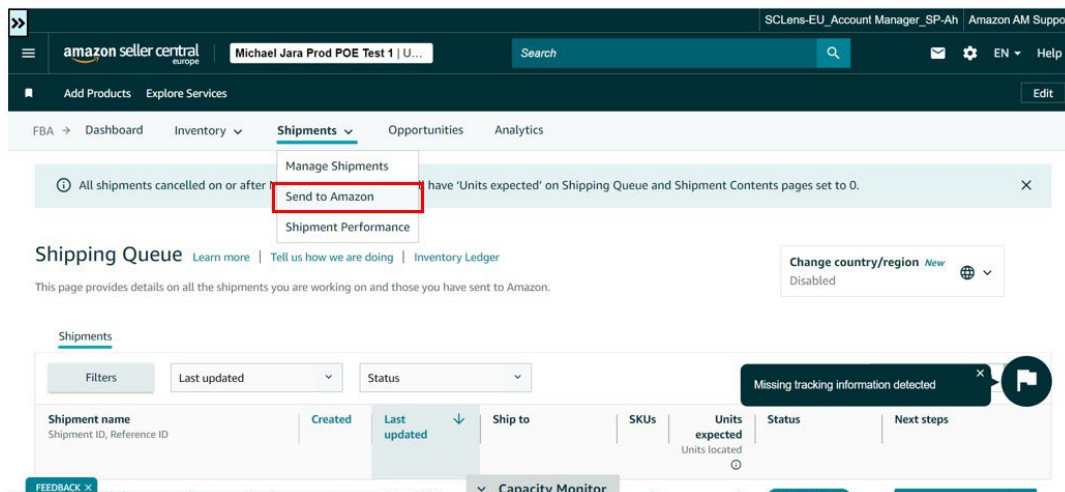 SCLens-EU_Account Manager_SP-Ah Amazon AM Suppo
amazon seller central
europe
Michael Jara Prod POE Test 1 | U...
Search
EN
Help
Add Products Explore Services
Edit
FBA → Dashboard Inventory Shipments Opportunities Analytics
Manage Shipments
Send to Amazon
Shipment Performance
All shipments cancelled on or after have 'Units expected' on Shipping Queue and Shipment Contents pages set to 0.
Shipping Queue Learn more | Tell us how we are doing | Inventory Ledger
Change country/region New
Disabled
This page provides details on all the shipments you are working on and those you have sent to Amazon.
Shipments
Filters Last updated Status
Missing tracking information detected
Shipment name
Shipment ID, Reference ID
Created
Last updated
Ship to
SKUs
Units expected
Units located
Status
Next steps
FEEDBACK ×
Capacity Monitor